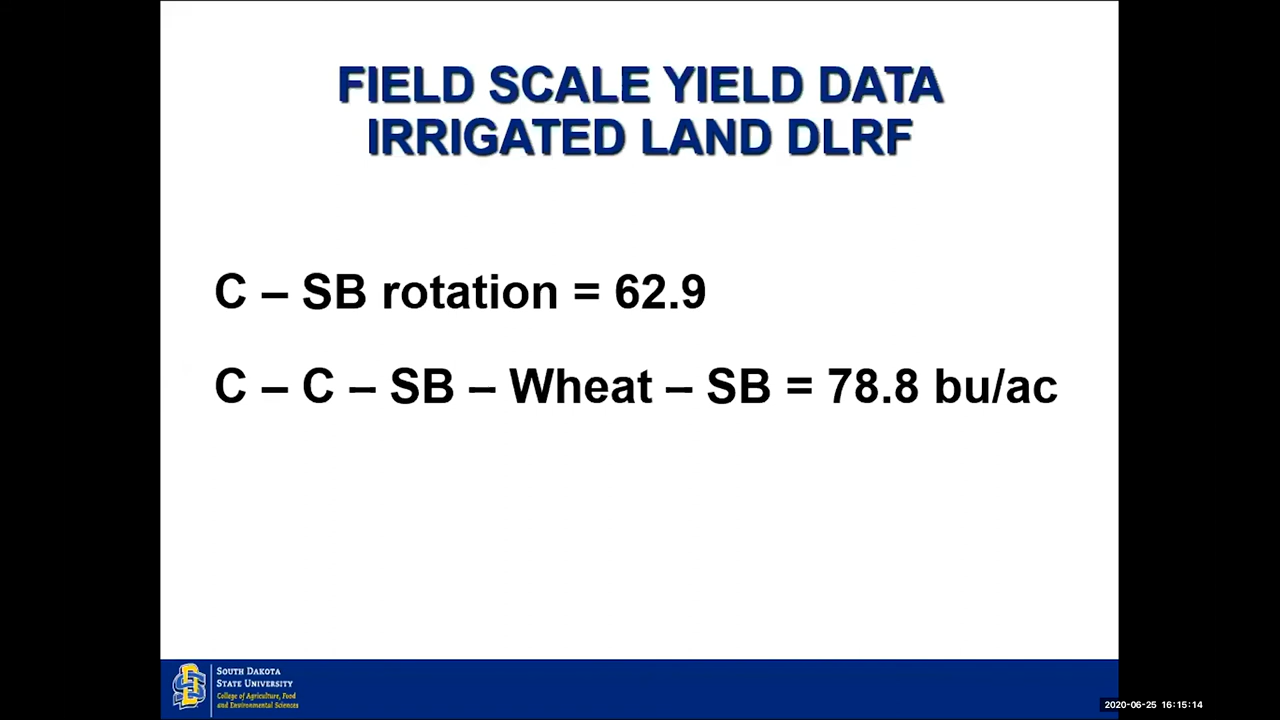 FIELD SCALE YIELD DATA
IRRIGATED LAND DLRF
C – SB rotation = 62.9
C – C – SB – Wheat – SB = 78.8 bu/ac
SOUTH DAKOTA
STATE UNIVERSITY
College of Agriculture, Food
and Environmental Sciences
2020-06-25 16:15:14